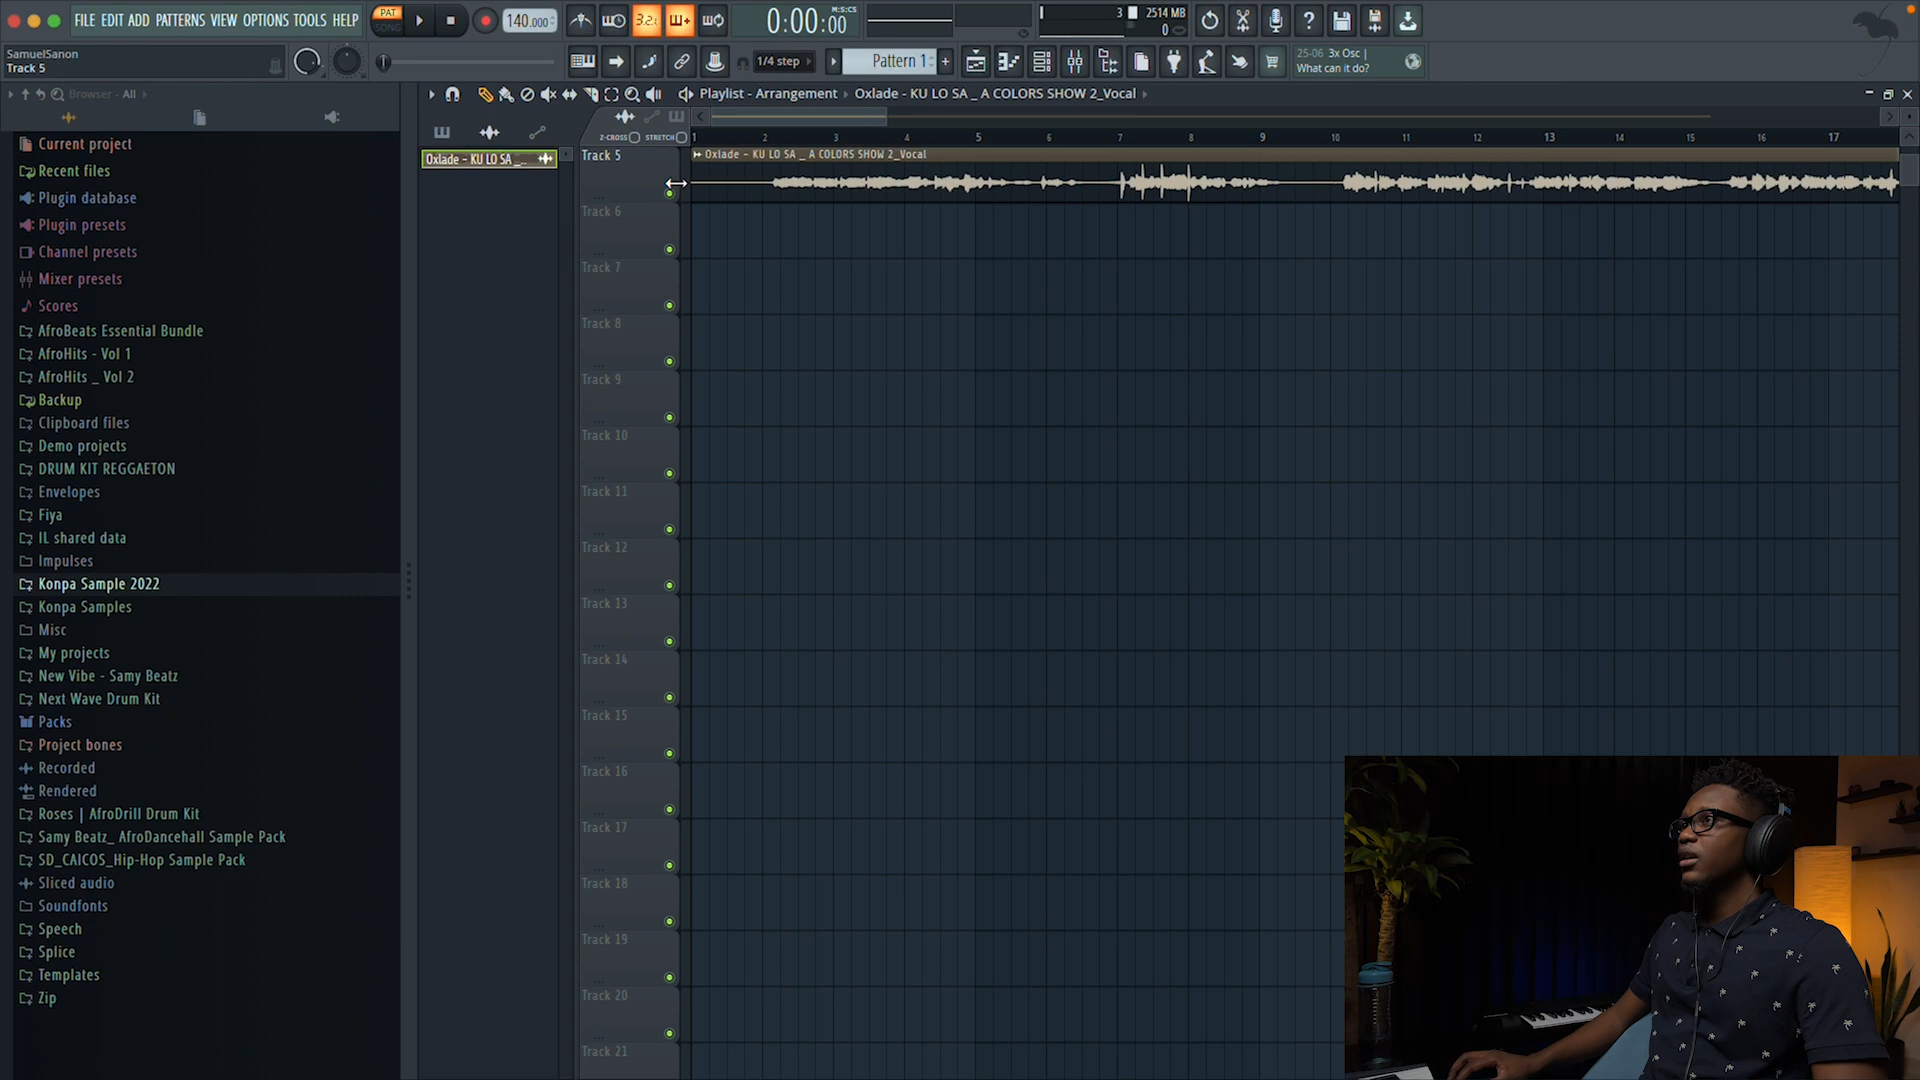 FILE EDIT ADD PATTERNS VIEW OPTIONS TOOLS HELP
PAT
SONG
140.000
3.2.1
0:00:00
M:S:CS
3
2514 MB
0
SamuelSanon
Track 5
1/4 step
Pattern 1
25-06 3x Osc |
What can it do?
Browser - All
Playlist - Arrangement
Oxlade - KU LO SA _ A COLORS SHOW 2_Vocal
Z-CROSS
STRETCH
1 2 3 4 5 6 7 8 9 10 11 12 13 14 15 16 17
Current project
Recent files
Plugin database
Plugin presets
Channel presets
Mixer presets
Scores
AfroBeats Essential Bundle
AfroHits - Vol 1
AfroHits _ Vol 2
Backup
Clipboard files
Demo projects
DRUM KIT REGGAETON
Envelopes
Fiya
IL shared data
Impulses
Konpa Sample 2022
Konpa Samples
Misc
My projects
New Vibe - Samy Beatz
Next Wave Drum Kit
Packs
Project bones
Recorded
Rendered
Roses | AfroDrill Drum Kit
Samy Beatz_ AfroDancehall Sample Pack
SD_CAICOS_Hip-Hop Sample Pack
Sliced audio
Soundfonts
Speech
Splice
Templates
Zip
Oxlade - KU LO SA _...
Track 5
Oxlade - KU LO SA _ A COLORS SHOW 2_Vocal
Track 6
Track 7
Track 8
Track 9
Track 10
Track 11
Track 12
Track 13
Track 14
Track 15
Track 16
Track 17
Track 18
Track 19
Track 20
Track 21